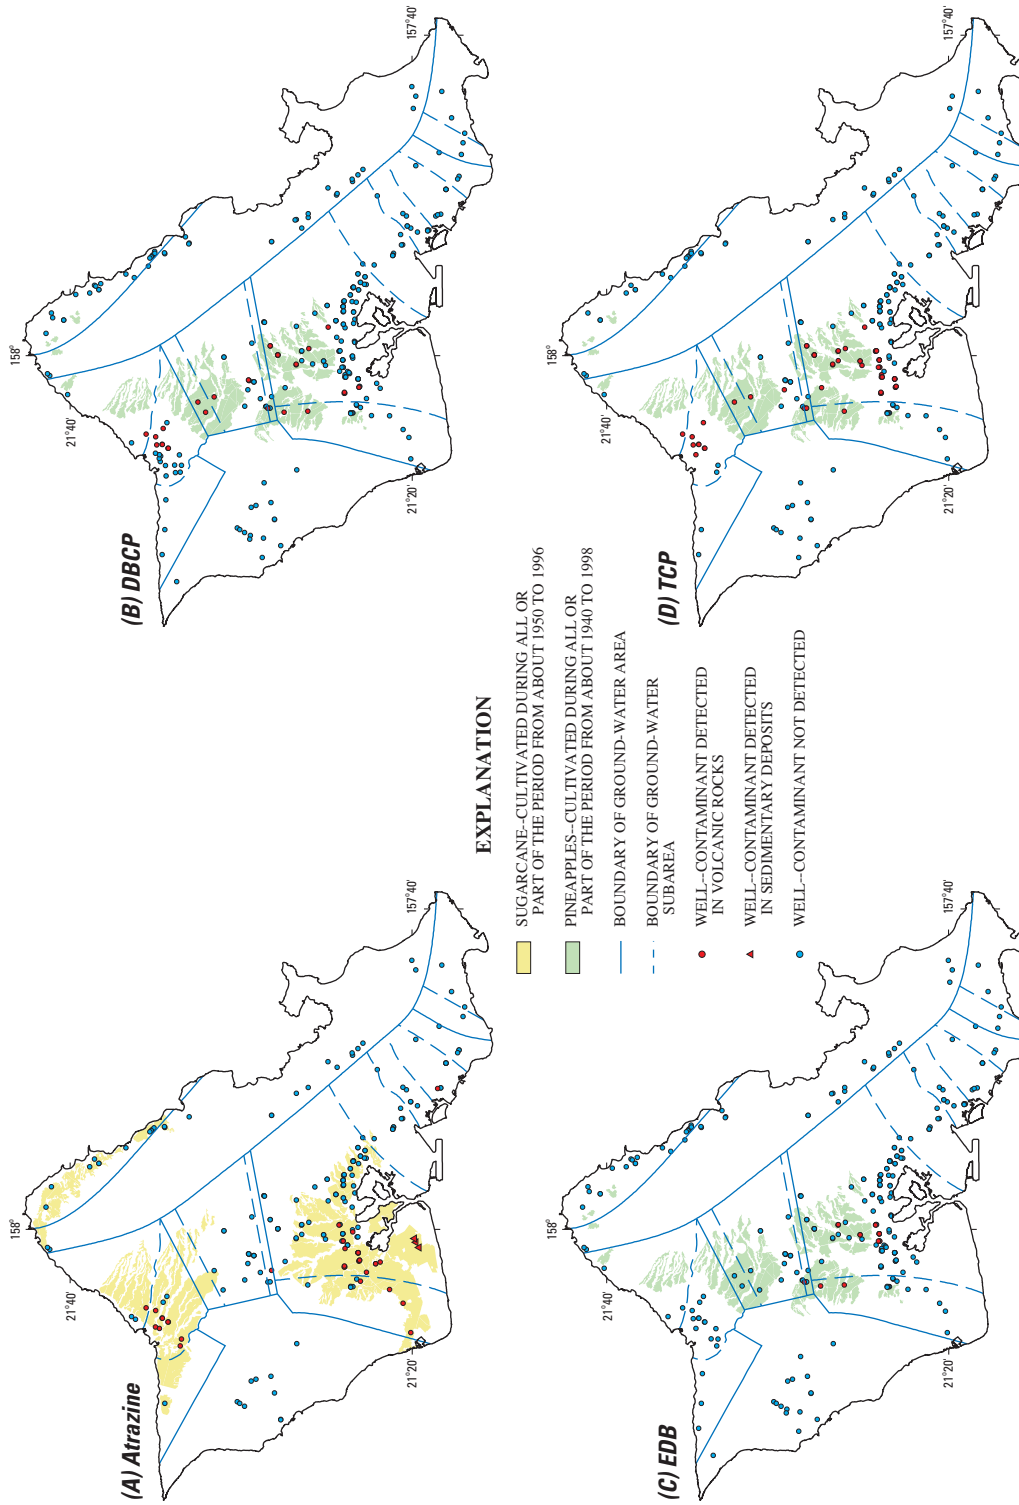 (A) Atrazine
21°40'
158°
21°20'
157°40'
(B) DBCP
21°40'
158°
21°20'
157°40'
EXPLANATION
SUGARCANE--CULTIVATED DURING ALL OR
PART OF THE PERIOD FROM ABOUT 1950 TO 1996
PINEAPPLES--CULTIVATED DURING ALL OR
PART OF THE PERIOD FROM ABOUT 1940 TO 1998
BOUNDARY OF GROUND-WATER AREA
BOUNDARY OF GROUND-WATER
SUBAREA
WELL--CONTAMINANT DETECTED
IN VOLCANIC ROCKS
WELL--CONTAMINANT DETECTED
IN SEDIMENTARY DEPOSITS
WELL--CONTAMINANT NOT DETECTED
(C) EDB
21°40'
158°
21°20'
157°40'
(D) TCP
21°40'
158°
21°20'
157°40'